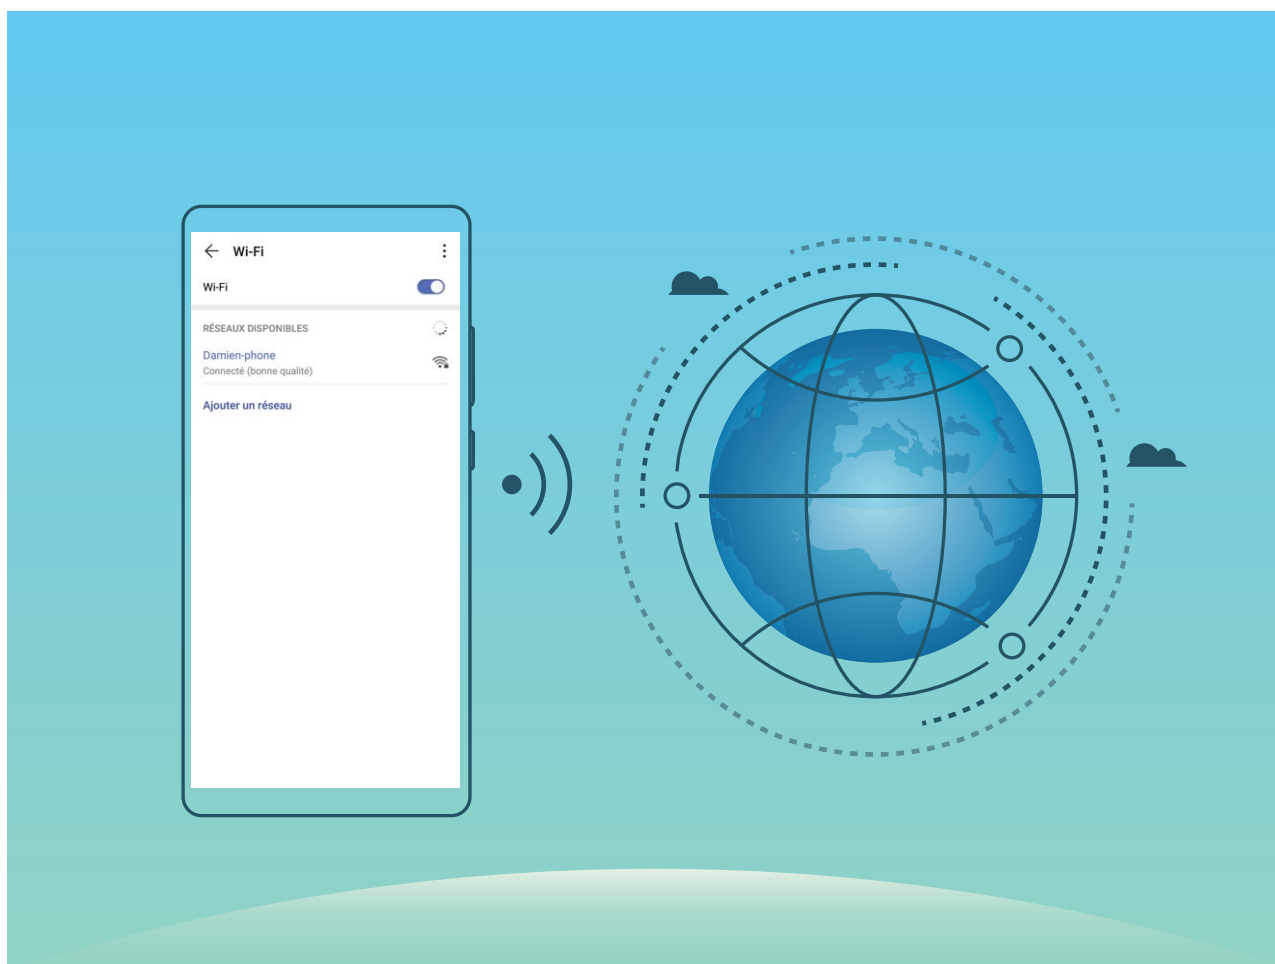 Wi-Fi
Wi-Fi
RÉSEAUX DISPONIBLES
Damien-phone
Connecté (bonne qualité)
Ajouter un réseau